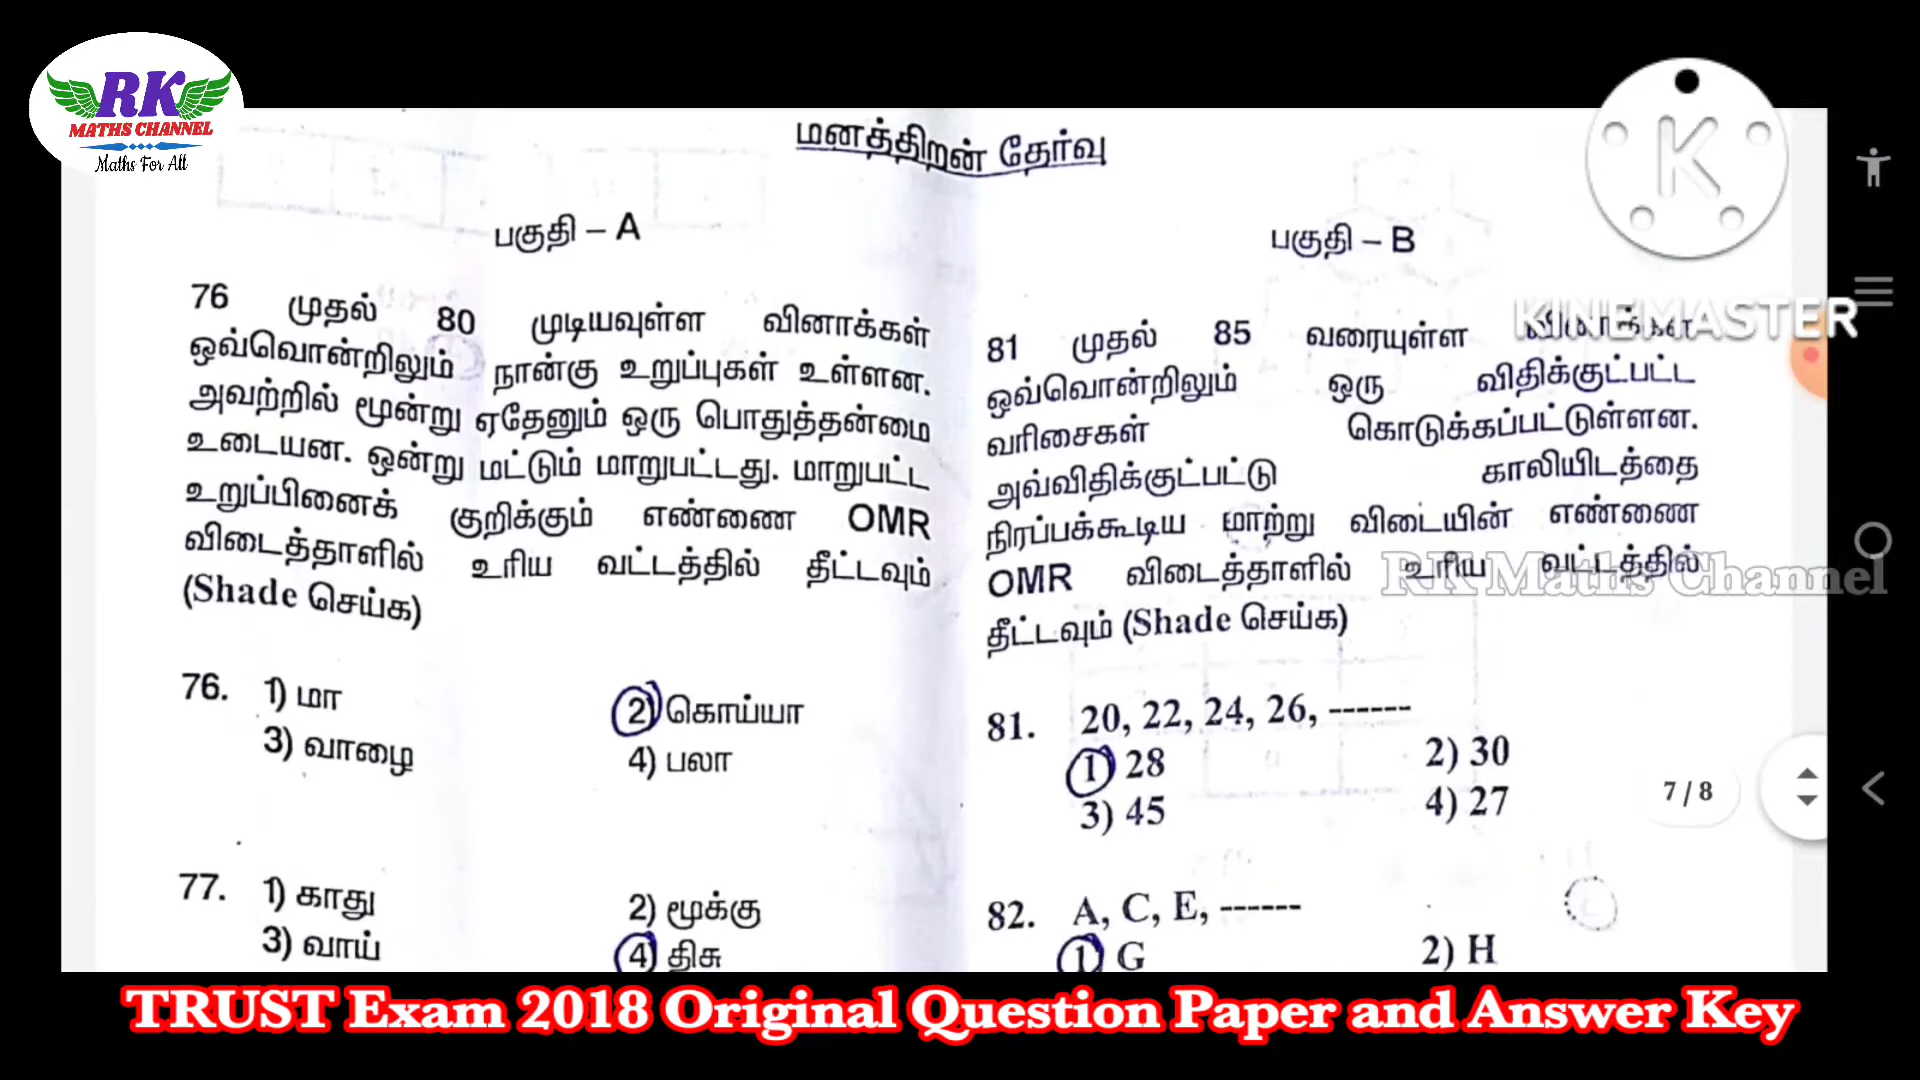 RK
MATHS CHANNEL
Maths For All
K
KINEMASTER
மனத்திறன் தேர்வு
பகுதி – A
76 முதல் 80 முடியவுள்ள வினாக்கள்
ஒவ்வொன்றிலும் நான்கு உறுப்புகள் உள்ளன.
அவற்றில் மூன்று ஏதேனும் ஒரு பொதுத்தன்மை
உடையன. ஒன்று மட்டும் மாறுபட்டது. மாறுபட்ட
உறுப்பினைக் குறிக்கும் எண்ணை OMR
விடைத்தாளில் உரிய வட்டத்தில் தீட்டவும்
(Shade செய்க)
76. 1) மா 2) கொய்யா
3) வாழை 4) பலா
77. 1) காது 2) மூக்கு
3) வாய் 4) திசு
பகுதி – B
81 முதல் 85 வரையுள்ள வினாக்கள்
ஒவ்வொன்றிலும் ஒரு விதிக்குட்பட்ட
வரிசைகள் கொடுக்கப்பட்டுள்ளன.
அவ்விதிக்குட்பட்டு காலியிடத்தை
நிரப்பக்கூடிய மாற்று விடையின் எண்ணை
OMR விடைத்தாளில் உரிய வட்டத்தில்
தீட்டவும் (Shade செய்க)
RK Maths Channel
81. 20, 22, 24, 26, ------
1) 28 2) 30
3) 45 4) 27
82. A, C, E, ------
1) G 2) H
7 / 8
TRUST Exam 2018 Original Question Paper and Answer Key